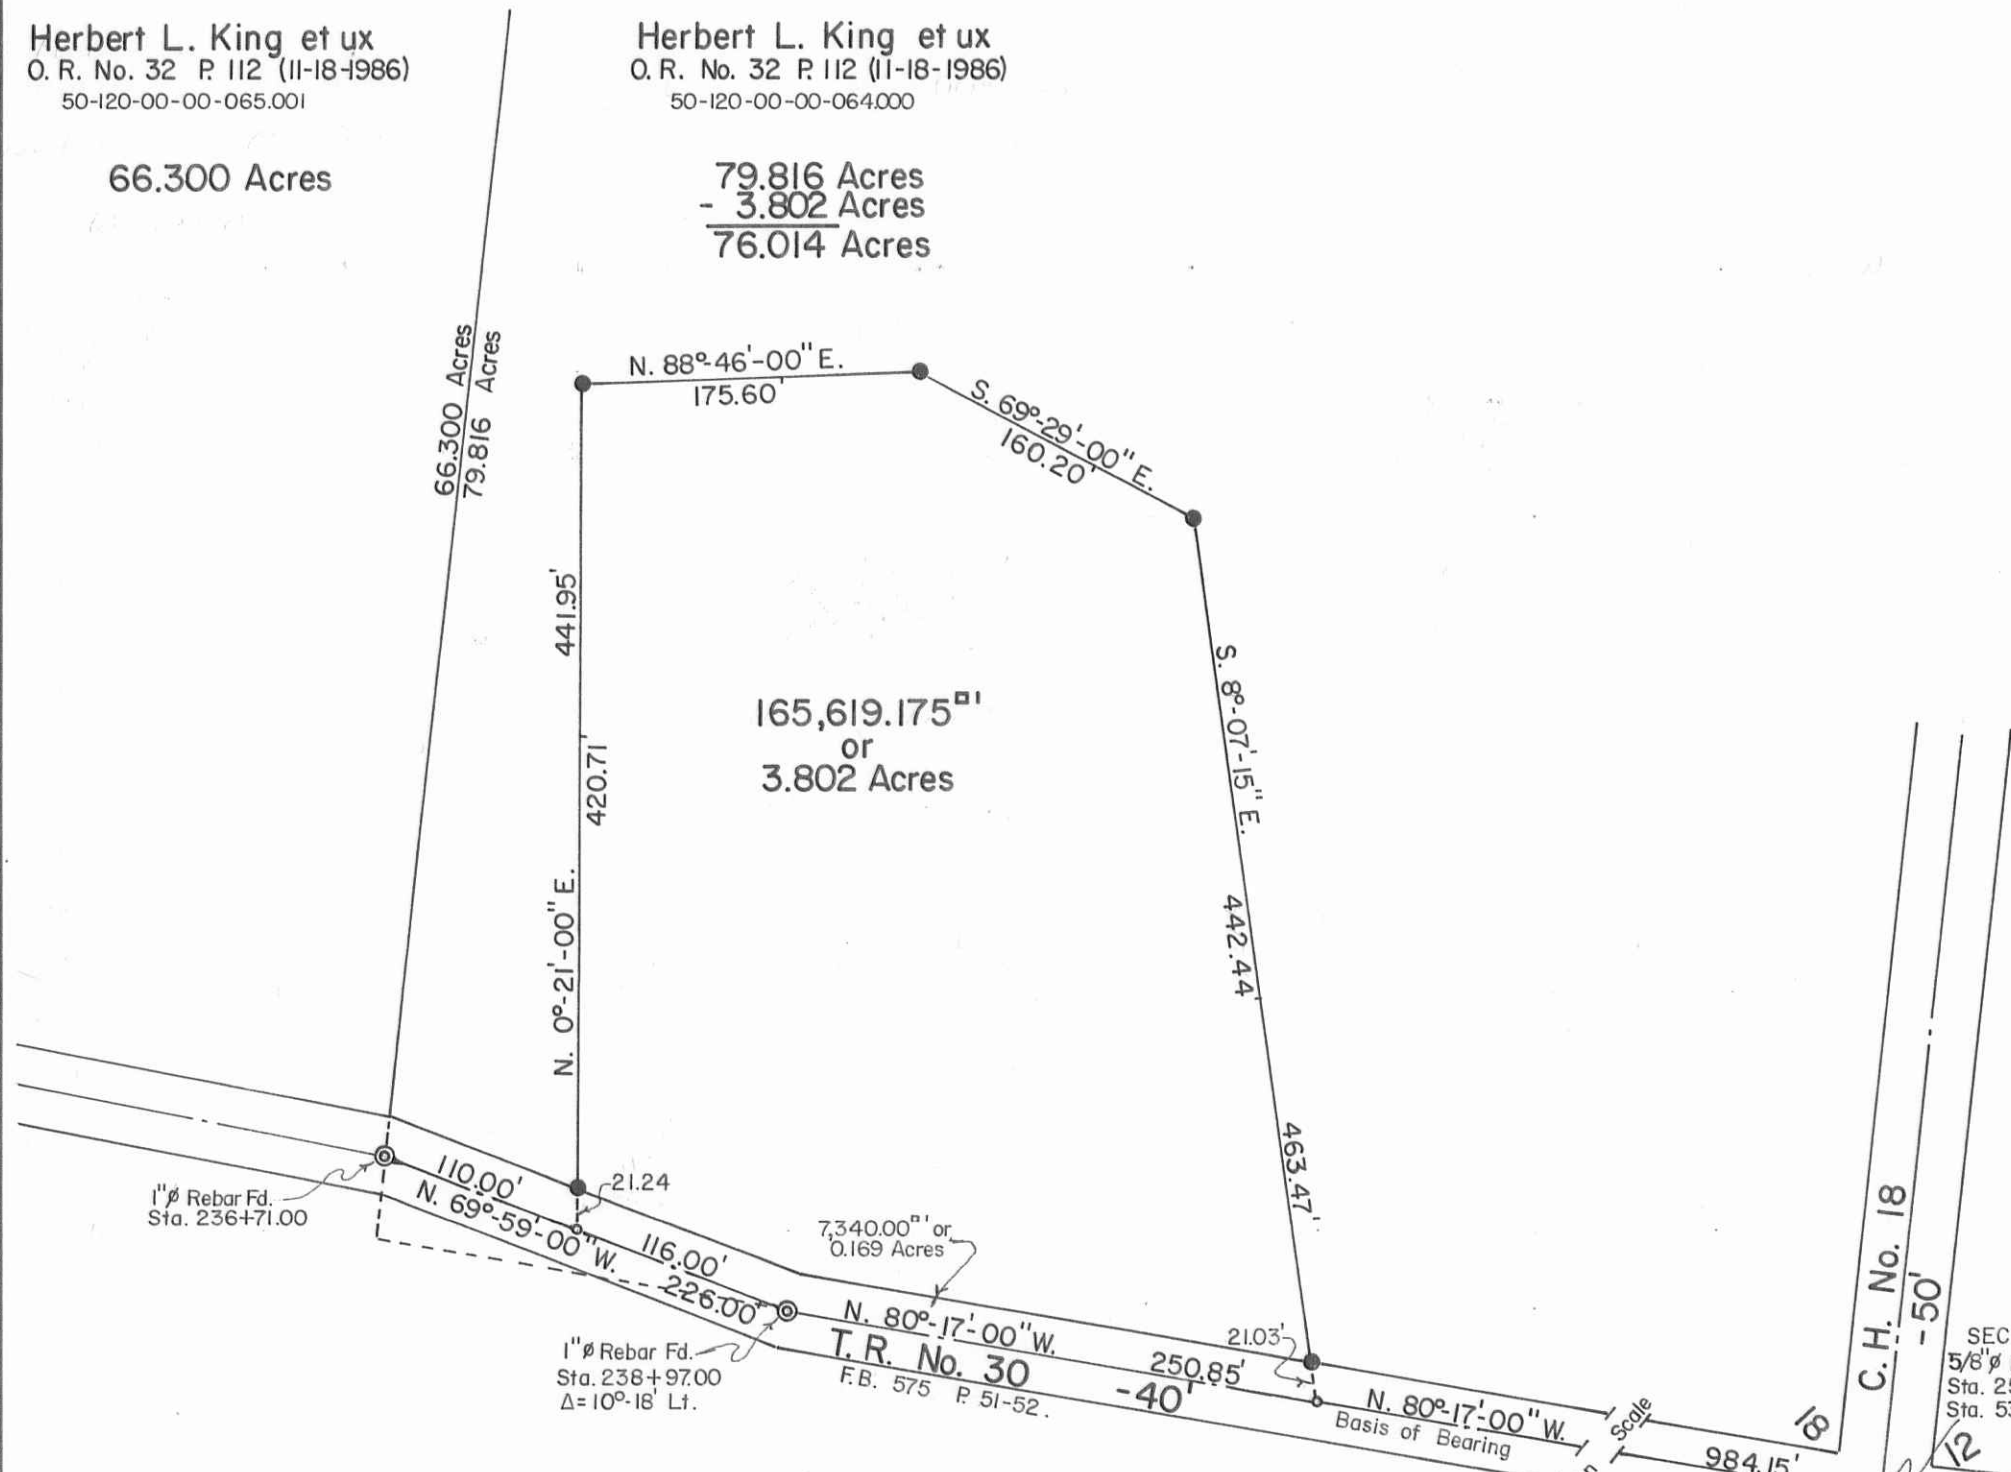 Herbert L. King et ux
O. R. No. 32 P. 112 (11-18-1986)
50-120-00-00-065.001
66.300 Acres
Herbert L. King et ux
O. R. No. 32 P. 112 (11-18-1986)
50-120-00-00-064.000
79.816 Acres
- 3.802 Acres
76.014 Acres
66.300 Acres
79.816 Acres
N. 88°-46'-00" E.
175.60'
S. 69°-29'-00" E.
160.20'
441.95'
420.71'
N. 0°-21'-00" E.
165,619.175□'
or
3.802 Acres
S. 8°-07'-15" E.
442.44'
463.47'
110.00'
N. 69°-59'-00" W.
21.24
116.00'
226.00'
1"ø Rebar Fd.
Sta. 236+71.00
7,340.00□' or
0.169 Acres
1"ø Rebar Fd.
Sta. 238+97.00
Δ=10°-18' Lt.
N. 80°-17'-00" W.
250.85'
21.03'
T. R. No. 30 -40'
F.B. 575 P. 51-52.
N. 80°-17'-00" W.
Basis of Bearing
Scale
984.15'
18
C. H. No. 18
-50'
12
SEC
5/8"ø
Sta. 25
Sta. 53